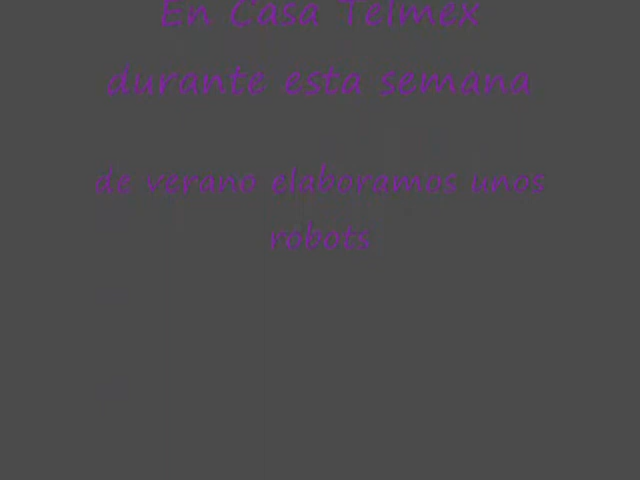 En Casa Telmex
durante esta semana
de verano elaboramos unos
robots